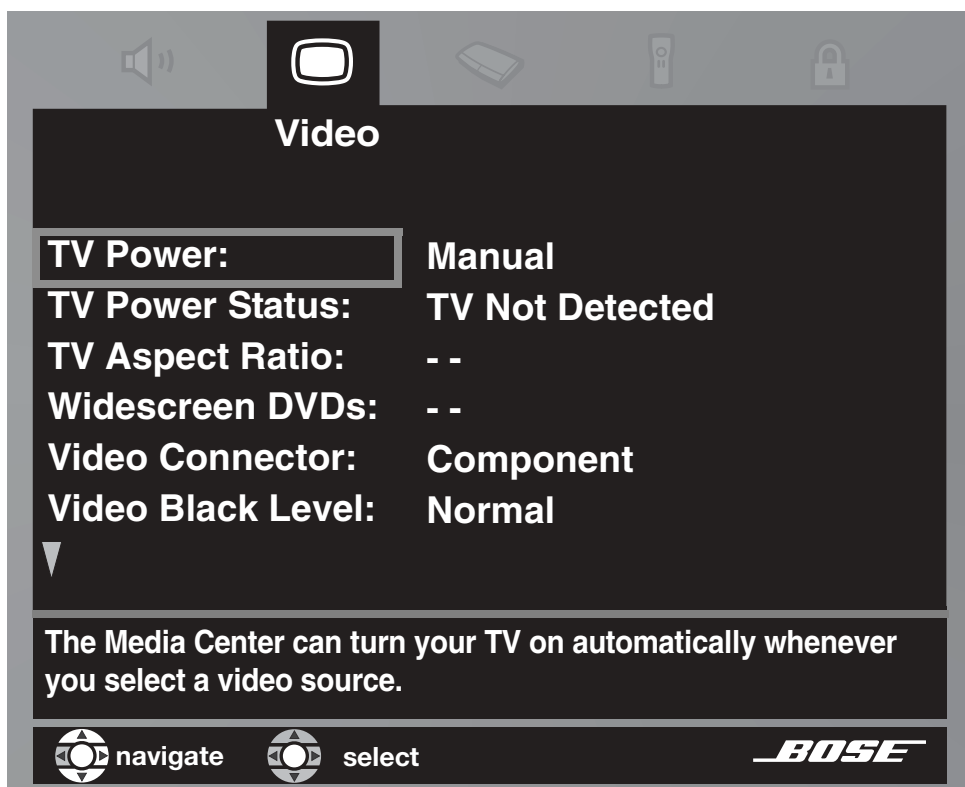 Video
TV Power: Manual
TV Power Status: TV Not Detected
TV Aspect Ratio: - -
Widescreen DVDs: - -
Video Connector: Component
Video Black Level: Normal
The Media Center can turn your TV on automatically whenever
you select a video source.
navigate select BOSE